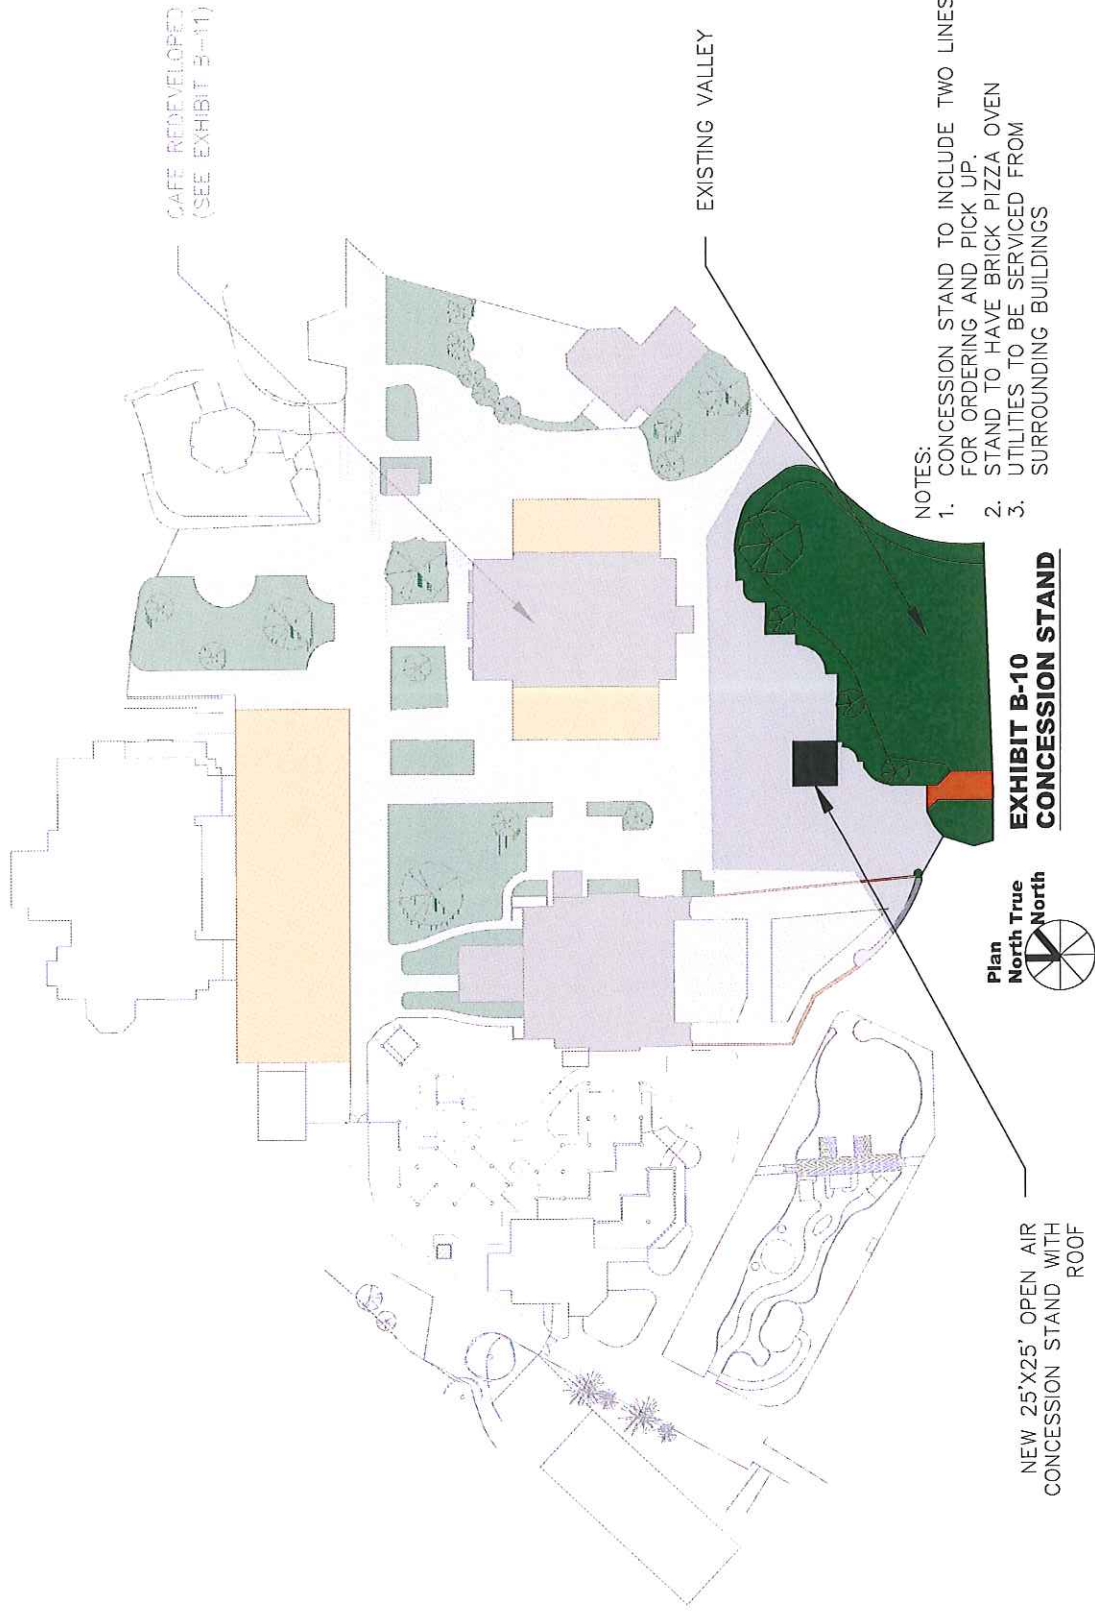 CAFE REDEVELOPED
(SEE EXHIBIT B-11)
EXISTING VALLEY
NOTES:
1. CONCESSION STAND TO INCLUDE TWO LINES
FOR ORDERING AND PICK UP.
2. STAND TO HAVE BRICK PIZZA OVEN
3. UTILITIES TO BE SERVICED FROM
SURROUNDING BUILDINGS
EXHIBIT B-10
CONCESSION STAND
Plan
North True
North
NEW 25'X25' OPEN AIR
CONCESSION STAND WITH
ROOF